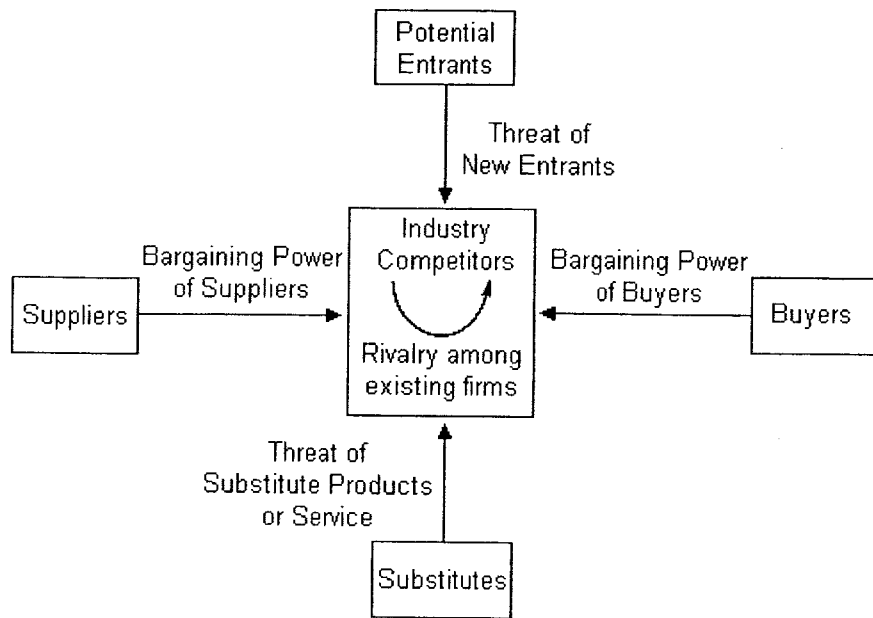 Potential
Entrants
Threat of
New Entrants
Industry
Competitors
Bargaining Power
of Suppliers
Bargaining Power
of Buyers
Suppliers
Buyers
Rivalry among
existing firms
Threat of
Substitute Products
or Service
Substitutes